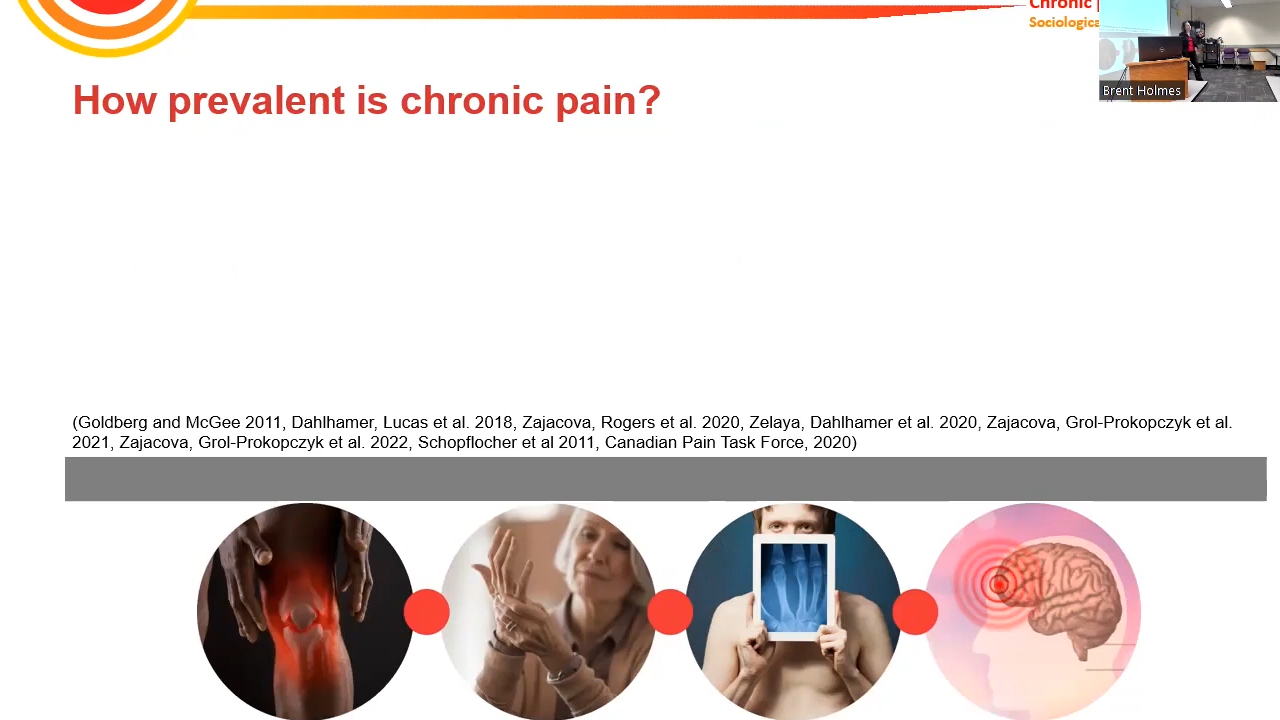 Chronic
Sociologica
Brent Holmes
How prevalent is chronic pain?
(Goldberg and McGee 2011, Dahlhamer, Lucas et al. 2018, Zajacova, Rogers et al. 2020, Zelaya, Dahlhamer et al. 2020, Zajacova, Grol-Prokopczyk et al.
2021, Zajacova, Grol-Prokopczyk et al. 2022, Schopflocher et al 2011, Canadian Pain Task Force, 2020)